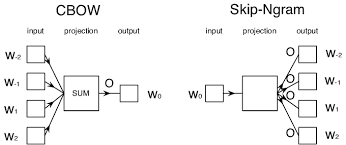 CBOW
input projection output
W-2
W-1
W1
W2
SUM
O
W0
Skip-Ngram
input projection output
W0
O
O
O
O
W-2
W-1
W1
W2